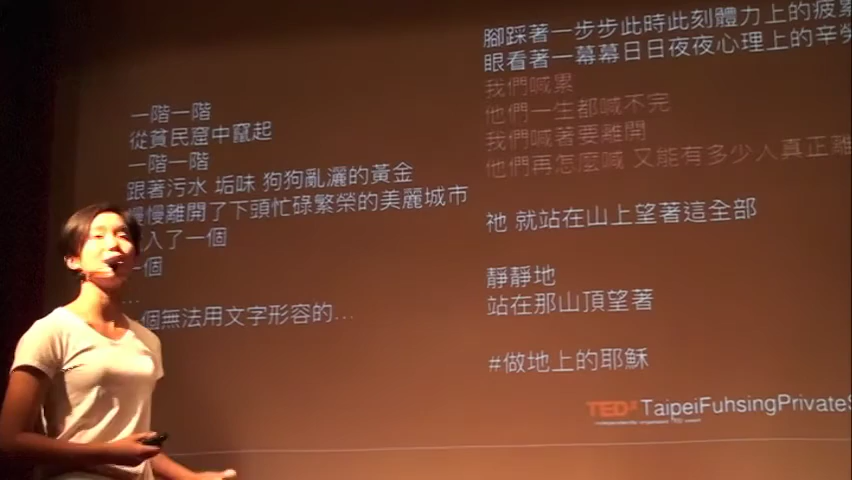 一階一階
從貧民窟中竄起
一階一階
跟著污水 垢味 狗狗亂灑的黃金
慢慢離開了下頭忙碌繁榮的美麗城市
入了一個
一個
...
個無法用文字形容的...
腳踩著一步步此時此刻體力上的疲累
眼看著一幕幕日日夜夜心理上的辛勞
我們喊累
他們一生都喊不完
我們喊著要離開
他們再怎麼喊 又能有多少人真正離
祂 就站在山上望著這全部
靜靜地
站在那山頂望著
#做地上的耶穌
TEDx TaipeiFuhsingPrivateS